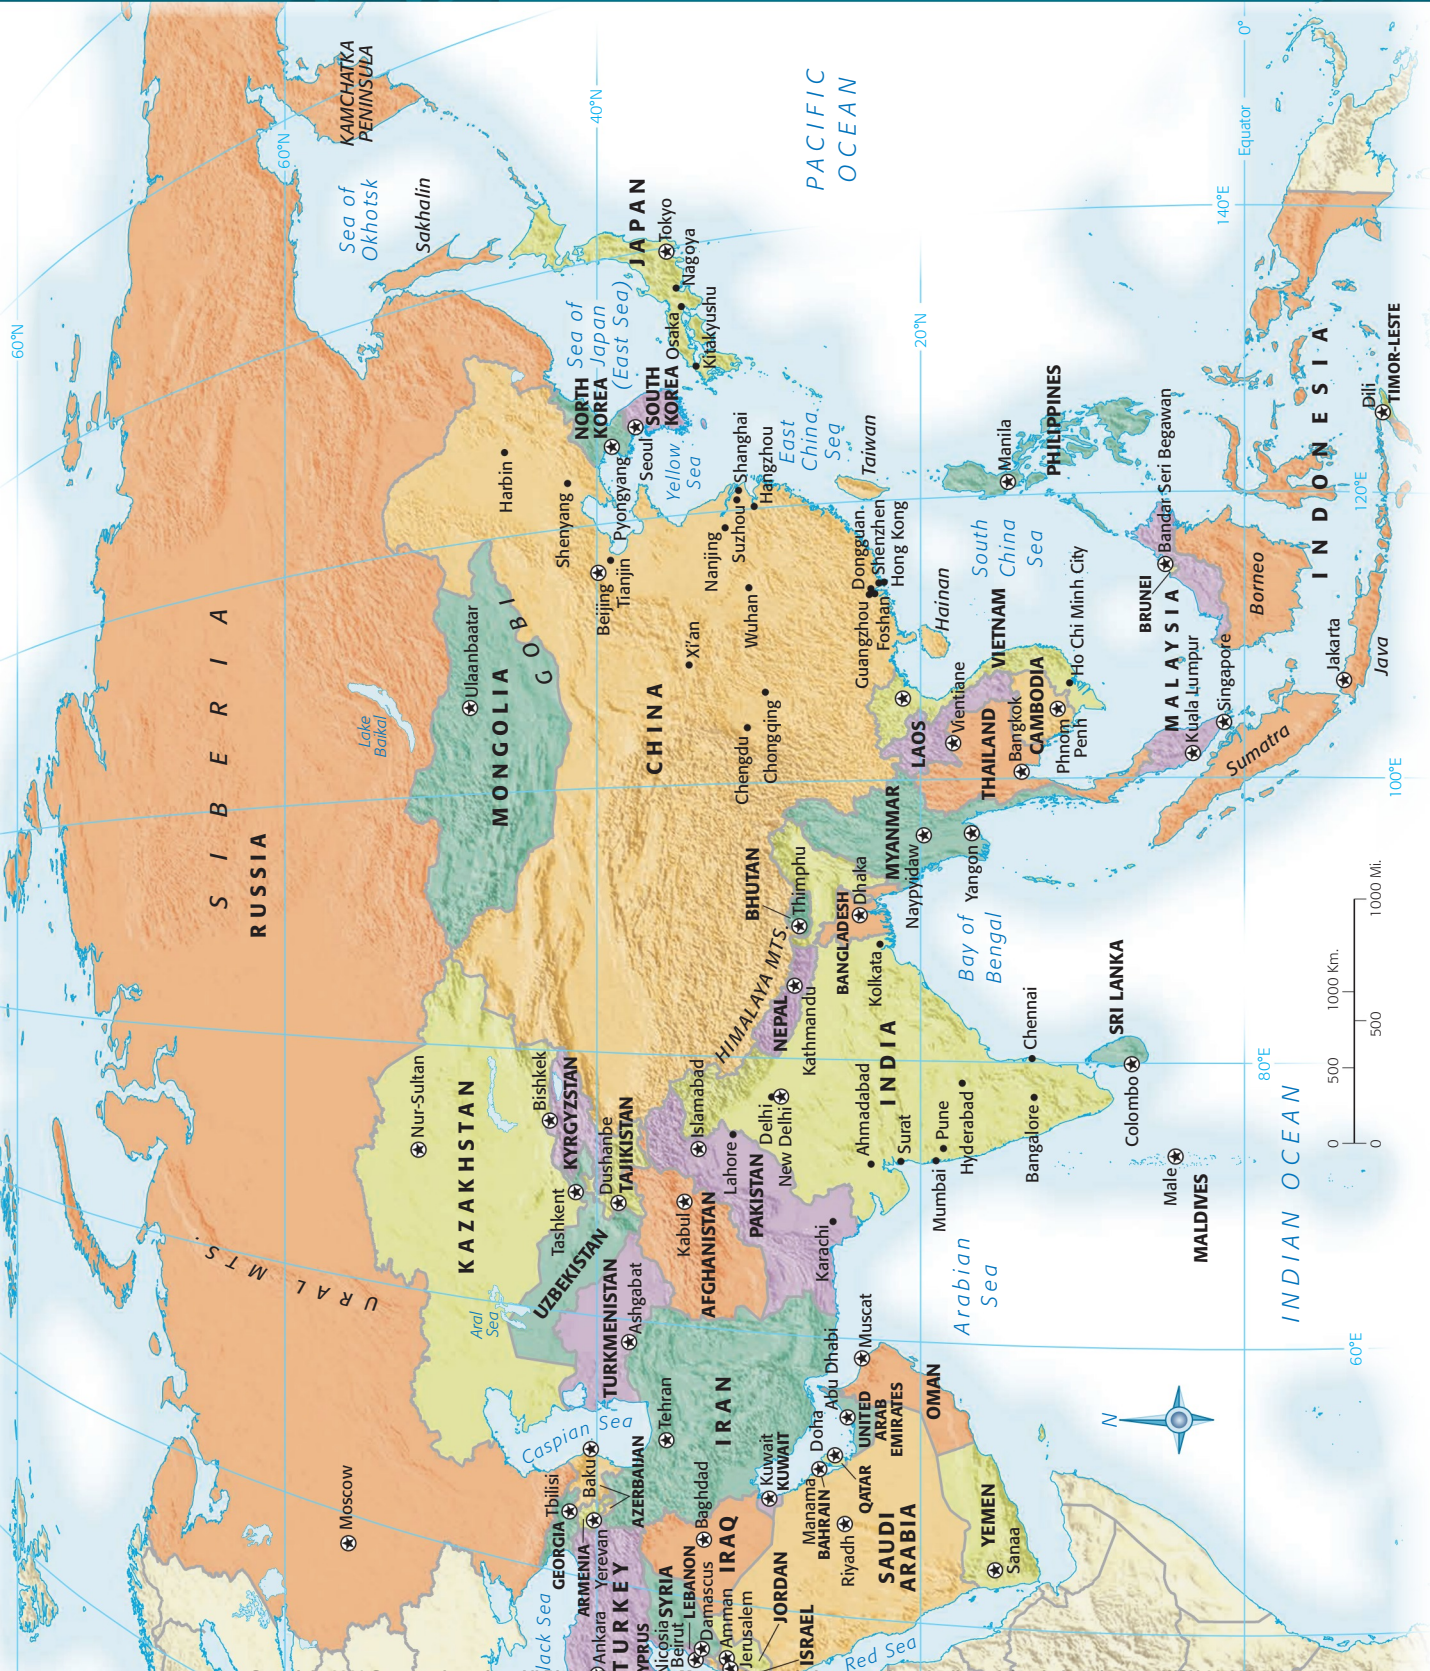 60°N
60°N
40°N
20°N
0°
Equator
140°E
120°E
100°E
80°E
60°E
KAMCHATKA
PENINSULA
Sea of
Okhotsk
Sakhalin
PACIFIC
OCEAN
SIBERIA
RUSSIA
URAL MTS.
Moscow
Lake
Baikal
JAPAN
Tokyo
Nagoya
Osaka
Kitakyushu
Sea of
Japan
(East Sea)
NORTH
KOREA
Pyongyang
SOUTH
KOREA
Seoul
Yellow
Sea
East
China
Sea
Taiwan
MONGOLIA
Ulanbaatar
GOBI
CHINA
Harbin
Shenyang
Beijing
Tianjin
Nanjing
Suzhou
Shanghai
Hangzhou
Wuhan
Xi'an
Chengdu
Chongqing
Guangzhou
Foshan
Dongguan
Shenzhen
Hong Kong
Hainan
South
China
Sea
PHILIPPINES
Manila
VIETNAM
Ho Chi Minh City
LAOS
Vientiane
THAILAND
Bangkok
CAMBODIA
Phnom
Penh
MYANMAR
Naypyidaw
Yangon
BRUNEI
Bandar Seri Begawan
MALAYSIA
Kuala Lumpur
Singapore
Borneo
Sumatra
INDONESIA
Jakarta
Java
Dili
TIMOR-LESTE
KAZAKHSTAN
Nur-Sultan
Aral
Sea
Bishkek
KYRGYZSTAN
Tashkent
UZBEKISTAN
Dushanbe
TAJIKISTAN
TURKMENISTAN
Ashgabat
Kabul
AFGHANISTAN
Islamabad
Lahore
PAKISTAN
Karachi
HIMALAYA MTS.
NEPAL
Kathmandu
BHUTAN
Thimphu
BANGLADESH
Dhaka
Kolkata
INDIA
Delhi
New Delhi
Ahmadabad
Surat
Mumbai
Pune
Hyderabad
Bangalore
Chennai
Bay of
Bengal
SRI LANKA
Colombo
Male
MALDIVES
Arabian
Sea
INDIAN OCEAN
Caspian Sea
Tbilisi
GEORGIA
Baku
AZERBAIJAN
ARMENIA
Yerevan
Ankara
TURKEY
lack Sea
YPRUS
Nicosia
SYRIA
Beirut
LEBANON
Damascus
Amman
Jerusalem
JORDAN
ISRAEL
Red Sea
IRAQ
Baghdad
IRAN
Tehran
Kuwait
KUWAIT
Manama
BAHRAIN
Doha
QATAR
Abu Dhabi
UNITED
ARAB
EMIRATES
Muscat
OMAN
Riyadh
SAUDI
ARABIA
YEMEN
Sanaa
N
0 500 1000 Km.
0 500 1000 Mi.